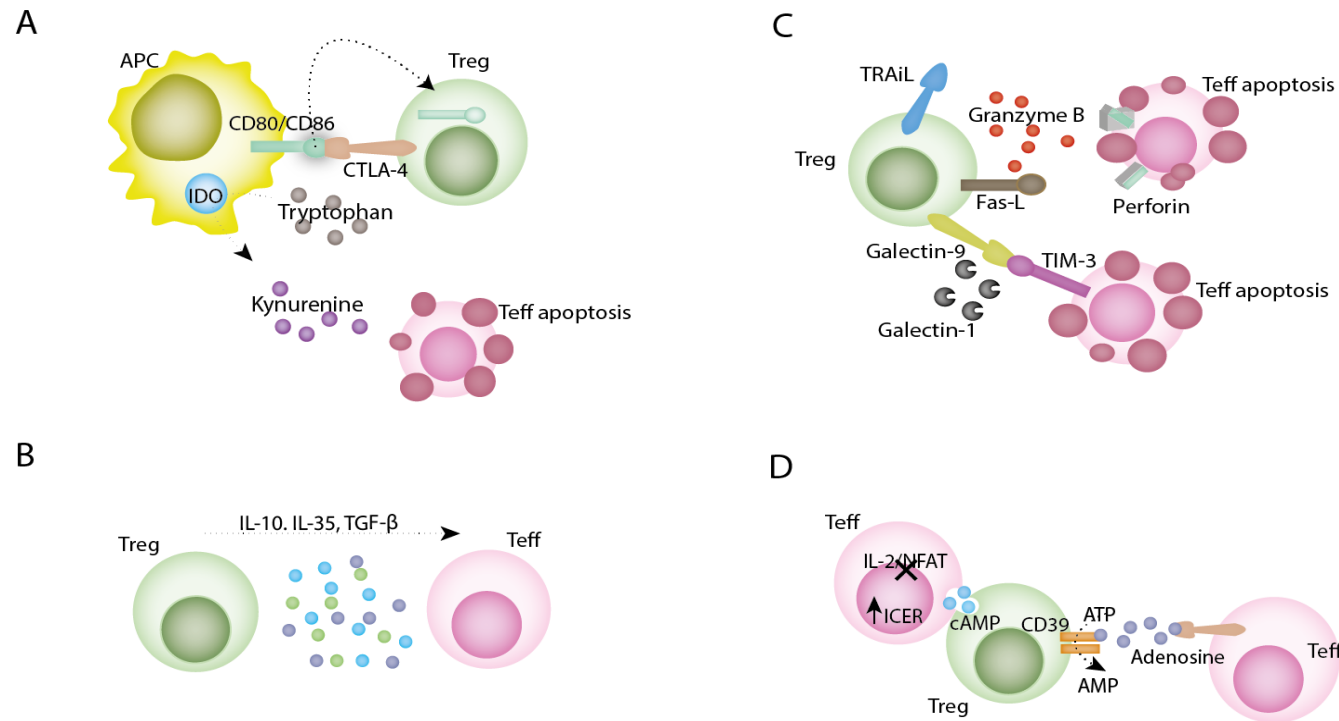 A
APC
Treg
CD80/CD86
CTLA-4
IDO
Tryptophan
Kynurenine
Teff apoptosis
B
IL-10. IL-35, TGF-β
Treg
Teff
C
TRAiL
Teff apoptosis
Granzyme B
Treg
Fas-L
Perforin
Galectin-9
TIM-3
Teff apoptosis
Galectin-1
D
Teff
IL-2/NFAT
ICER
cAMP
CD39
ATP
Adenosine
Teff
AMP
Treg